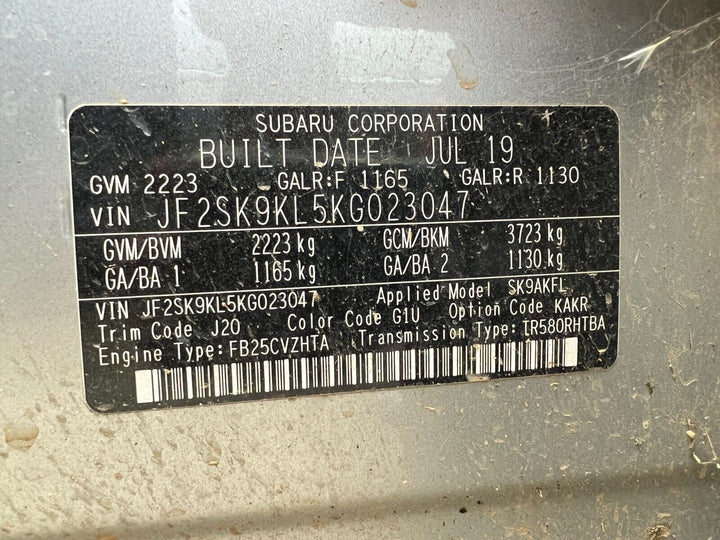 SUBARU CORPORATION
BUILT DATE JUL 19
GVM 2223 GALR:F 1165 GALR:R 1130
VIN JF2SK9KL5KG023047
GVM/BVM 2223 kg GCM/BKM 3723 kg
GA/BA 1 1165 kg GA/BA 2 1130 kg
VIN JF2SK9KL5KG023047 Applied Model SK9AKFL
Trim Code J20 Color Code G1U Option Code KAKR
Engine Type:FB25CVZHTA Transmission Type:TR580RHTBA